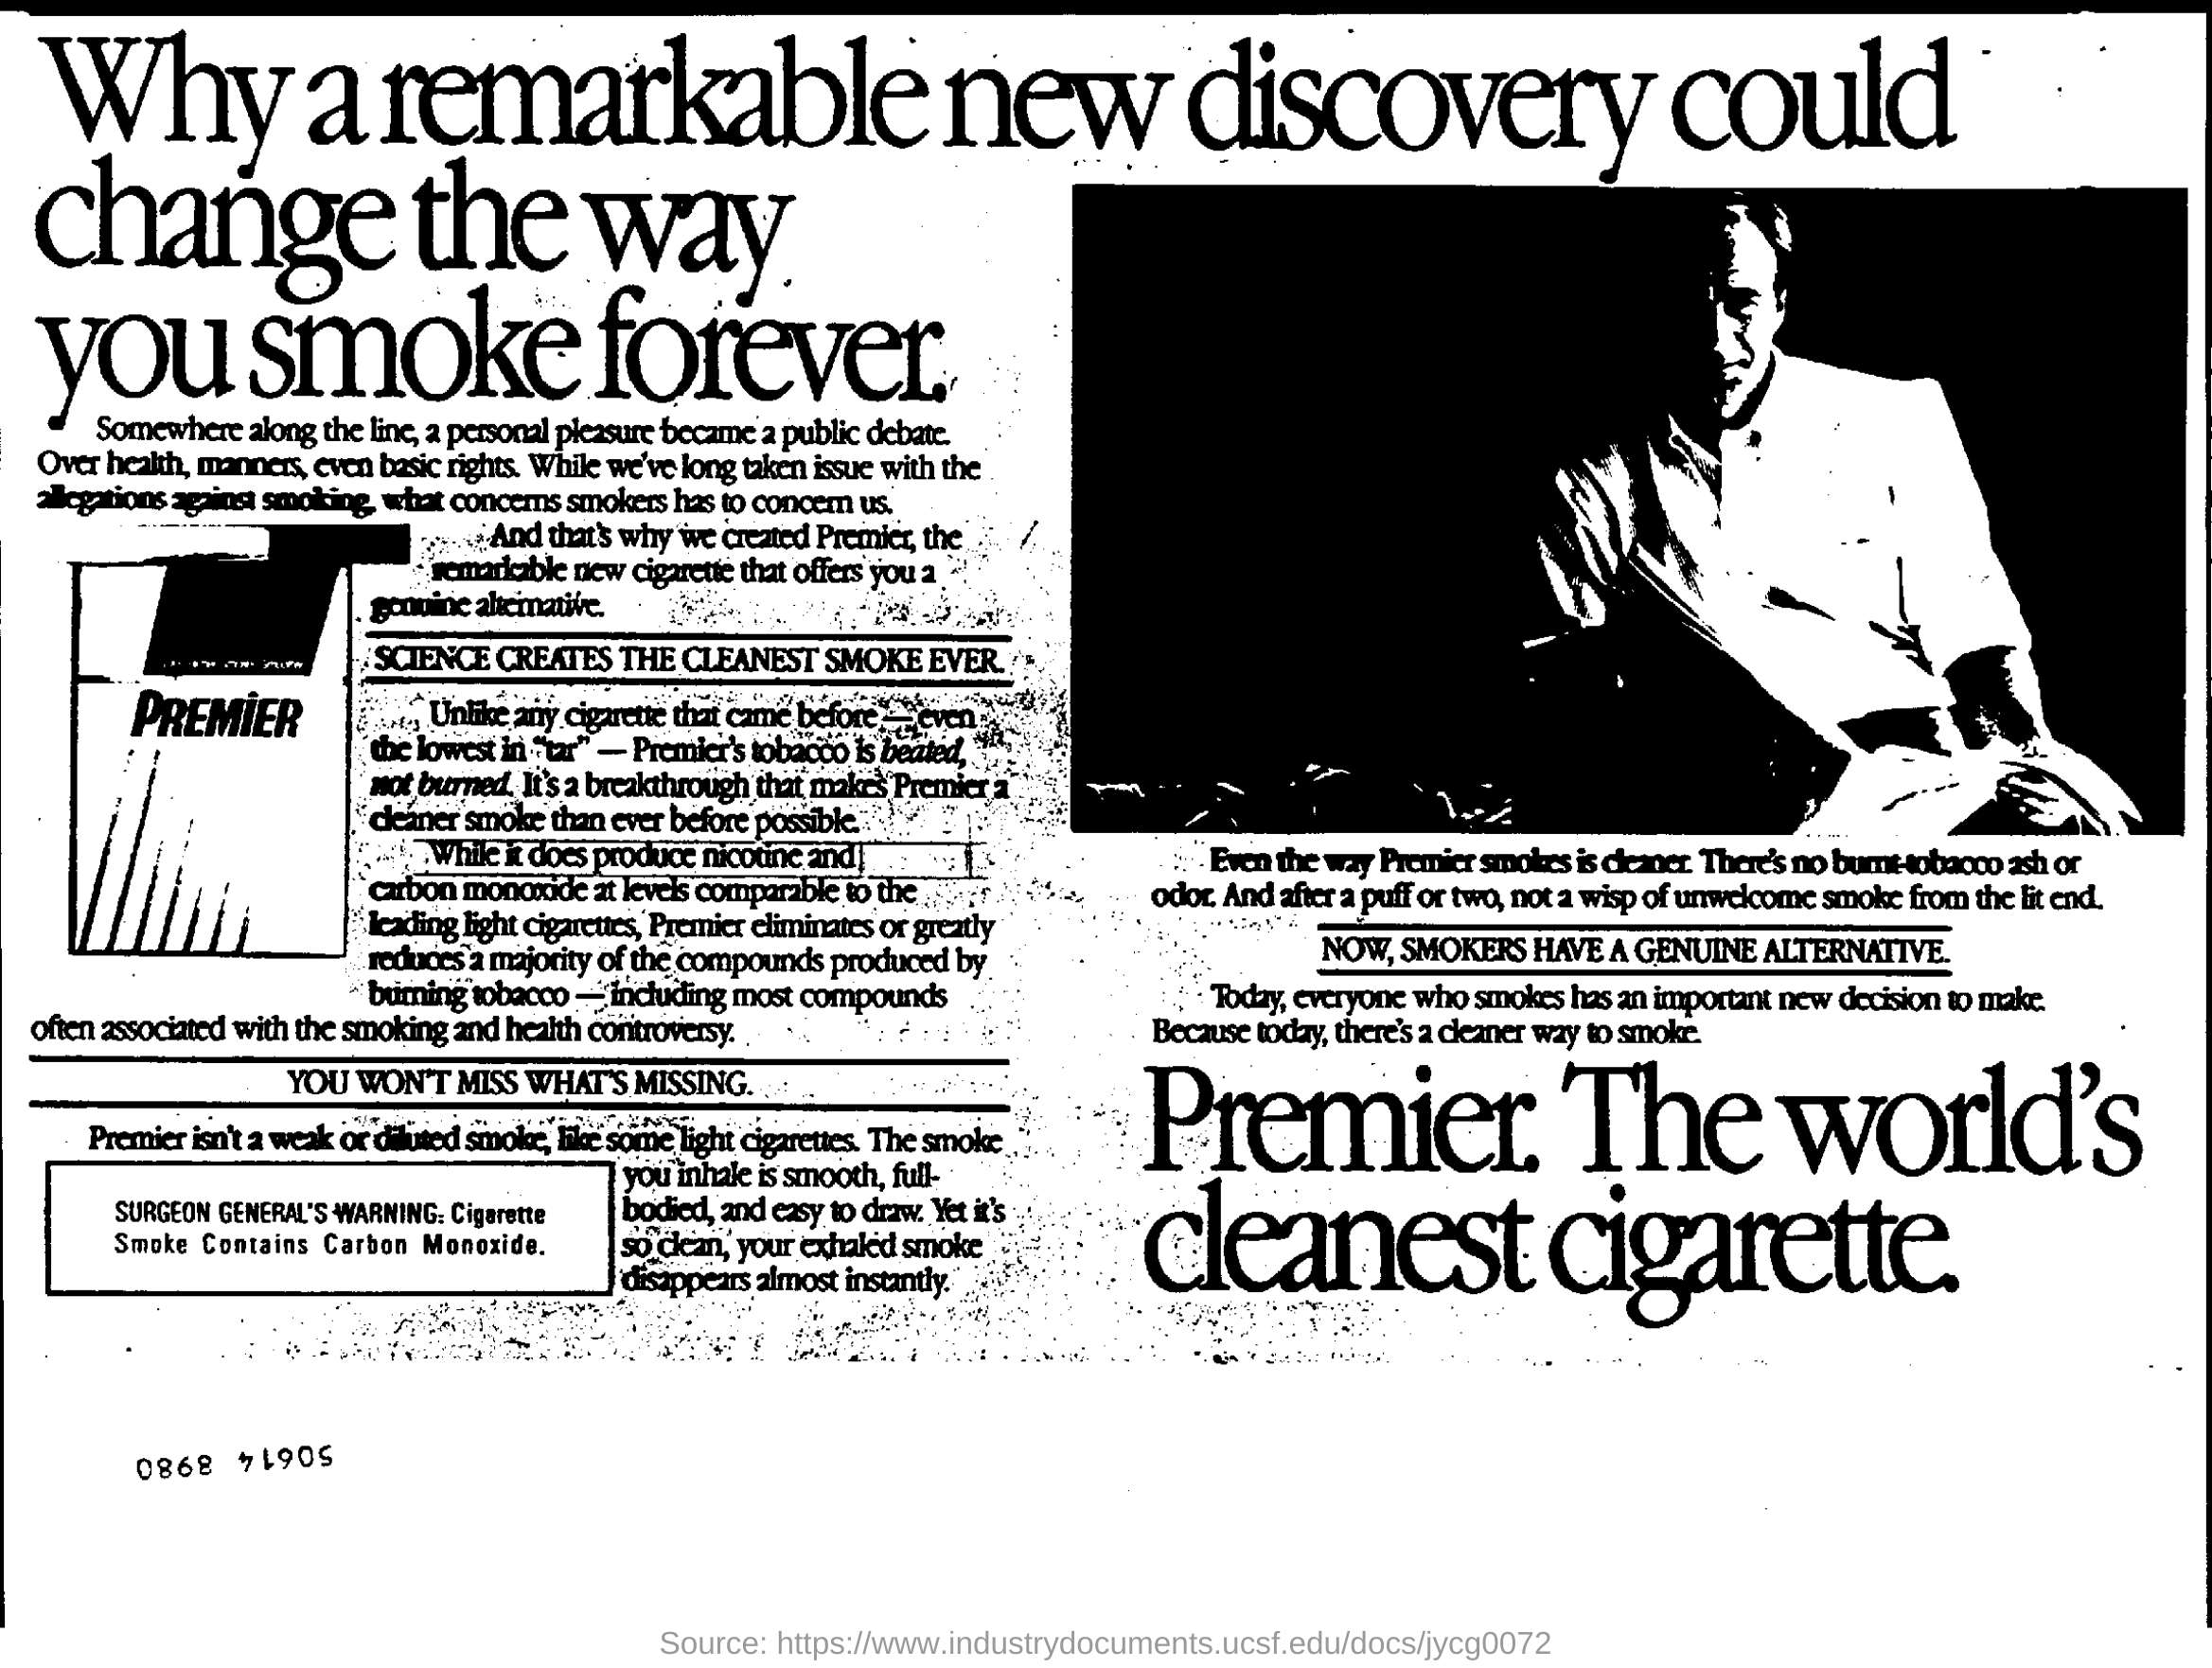 Why a remarkable new discovery could
change the way
you smoke forever.
Somewhere along the line, a personal pleasure became a public debate.
Over health, manners, even basic rights. While we've long taken issue with the
allegations against smoking, what concerns smokers has to concern us.
And that's why we created Premier, the
remarkable new cigarette that offers you a
genuine alternative.
SCIENCE CREATES THE CLEANEST SMOKE EVER.
PREMIER
Unlike any cigarette that came before — even
the lowest in "tar" — Premier's tobacco is heated,
not burned. It's a breakthrough that makes Premier a
cleaner smoke than ever before possible.
While it does produce nicotine and
carbon monoxide at levels comparable to the
leading light cigarettes, Premier eliminates or greatly
reduces a majority of the compounds produced by
burning tobacco — including most compounds
often associated with the smoking and health controversy.
YOU WON'T MISS WHAT'S MISSING.
Premier isn't a weak or diluted smoke, like some light cigarettes. The smoke
you inhale is smooth, full-
bodied, and easy to draw. Yet it's
so clean, your exhaled smoke
disappears almost instantly.
SURGEON GENERAL'S WARNING: Cigarette
Smoke Contains Carbon Monoxide.
Even the way Premier smokes is cleaner. There's no burnt-tobacco ash or
odor. And after a puff or two, not a wisp of unwelcome smoke from the lit end.
NOW, SMOKERS HAVE A GENUINE ALTERNATIVE.
Today, everyone who smokes has an important new decision to make.
Because today, there's a cleaner way to smoke.
Premier. The world's
cleanest cigarette.
50614 8980
Source: https://www.industrydocuments.ucsf.edu/docs/jycg0072